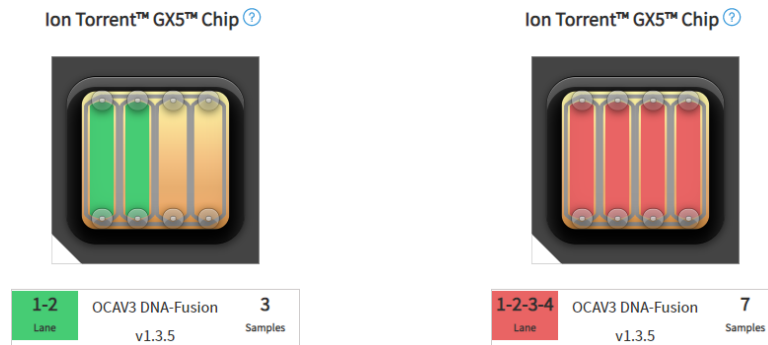 Ion Torrent™ GX5™ Chip ?
1-2
Lane
OCAV3 DNA-Fusion
v1.3.5
3
Samples
Ion Torrent™ GX5™ Chip ?
1-2-3-4
Lane
OCAV3 DNA-Fusion
v1.3.5
7
Samples